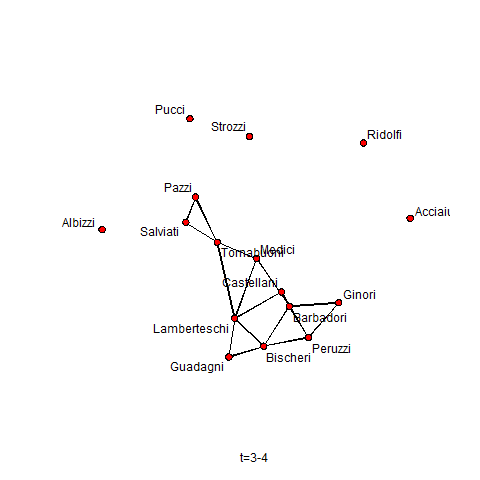 Pucci
Strozzi
Ridolfi
Pazzi
Acciaiu
Albizzi
Salviati
Tornabuoni
Medici
Castellani
Ginori
Lamberteschi
Barbadori
Peruzzi
Bischeri
Guadagni
t=3-4